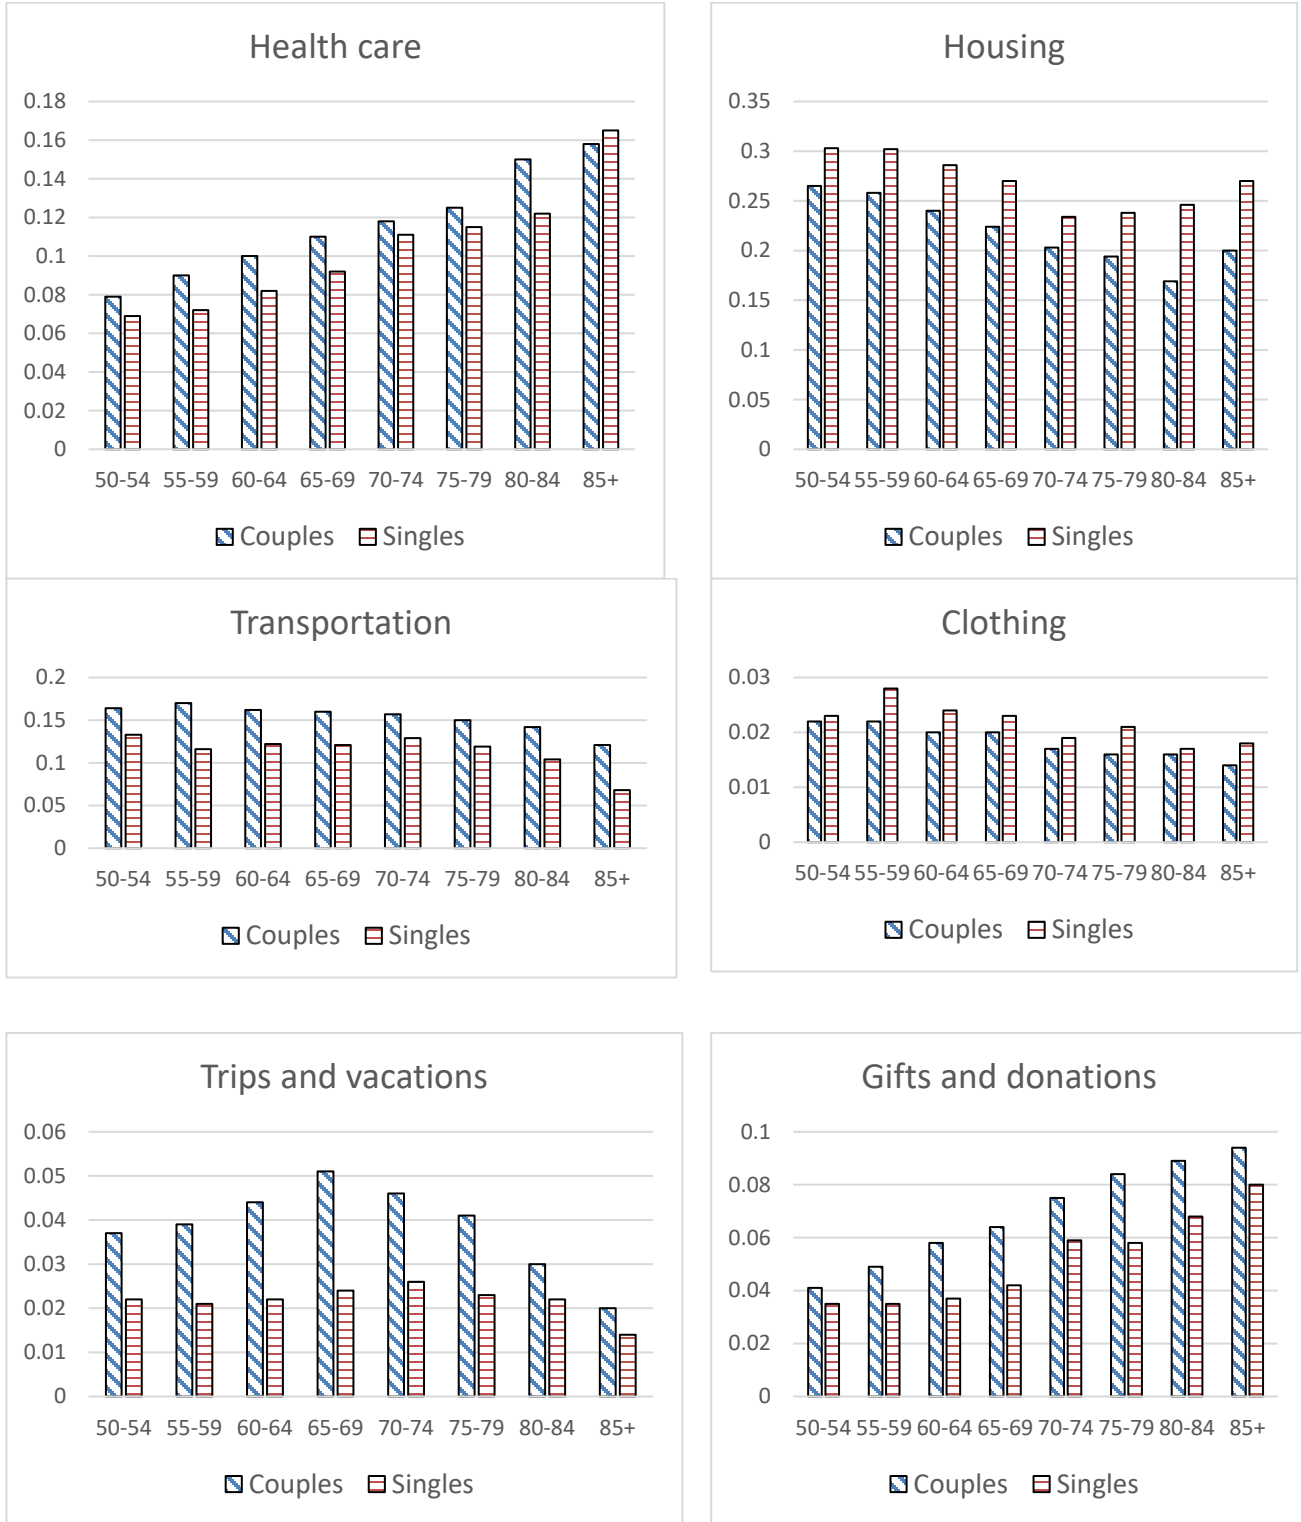 Health care
0.18
0.16
0.14
0.12
0.1
0.08
0.06
0.04
0.02
0
50-54 55-59 60-64 65-69 70-74 75-79 80-84 85+
Couples Singles
Housing
0.35
0.3
0.25
0.2
0.15
0.1
0.05
0
50-54 55-59 60-64 65-69 70-74 75-79 80-84 85+
Couples Singles
Transportation
0.2
0.15
0.1
0.05
0
50-54 55-59 60-64 65-69 70-74 75-79 80-84 85+
Couples Singles
Clothing
0.03
0.02
0.01
0
50-54 55-59 60-64 65-69 70-74 75-79 80-84 85+
Couples Singles
Trips and vacations
0.06
0.05
0.04
0.03
0.02
0.01
0
50-54 55-59 60-64 65-69 70-74 75-79 80-84 85+
Couples Singles
Gifts and donations
0.1
0.08
0.06
0.04
0.02
0
50-54 55-59 60-64 65-69 70-74 75-79 80-84 85+
Couples Singles